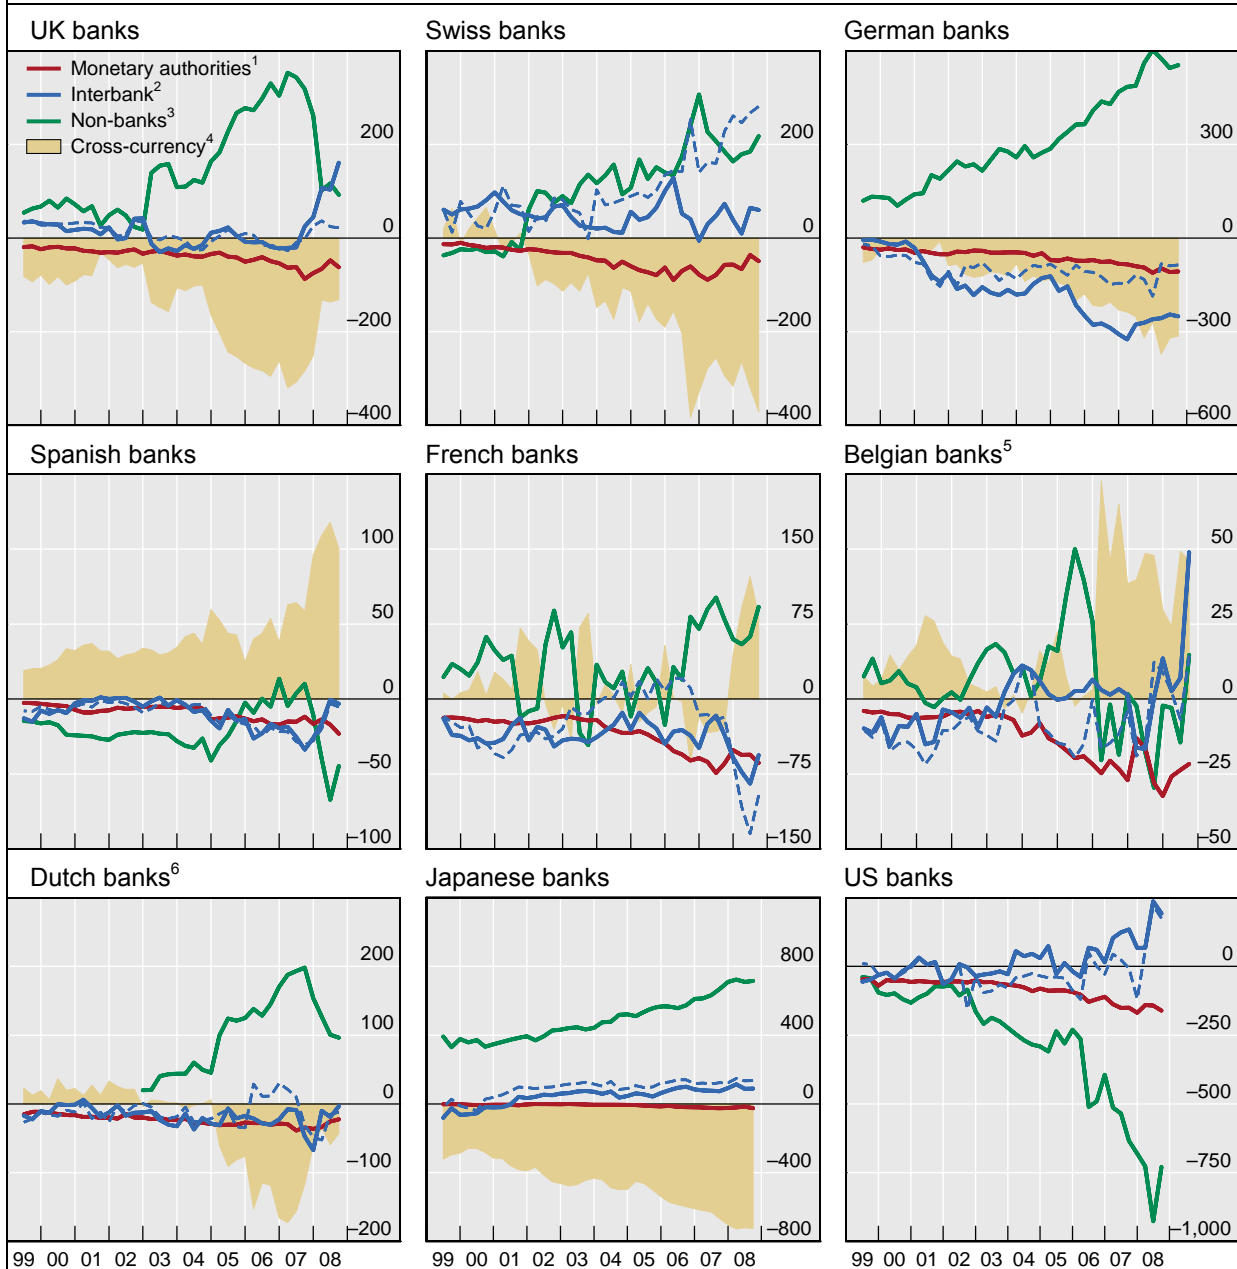 UK banks
Monetary authorities¹
Interbank²
Non-banks³
Cross-currency⁴
200
0
–200
–400
Swiss banks
200
0
–200
–400
German banks
300
0
–300
–600
Spanish banks
100
50
0
–50
–100
French banks
150
75
0
–75
–150
Belgian banks⁵
50
25
0
–25
–50
Dutch banks⁶
200
100
0
–100
–200
99 00 01 02 03 04 05 06 07 08
Japanese banks
800
400
0
–400
–800
99 00 01 02 03 04 05 06 07 08
US banks
0
–250
–500
–750
–1,000
99 00 01 02 03 04 05 06 07 08